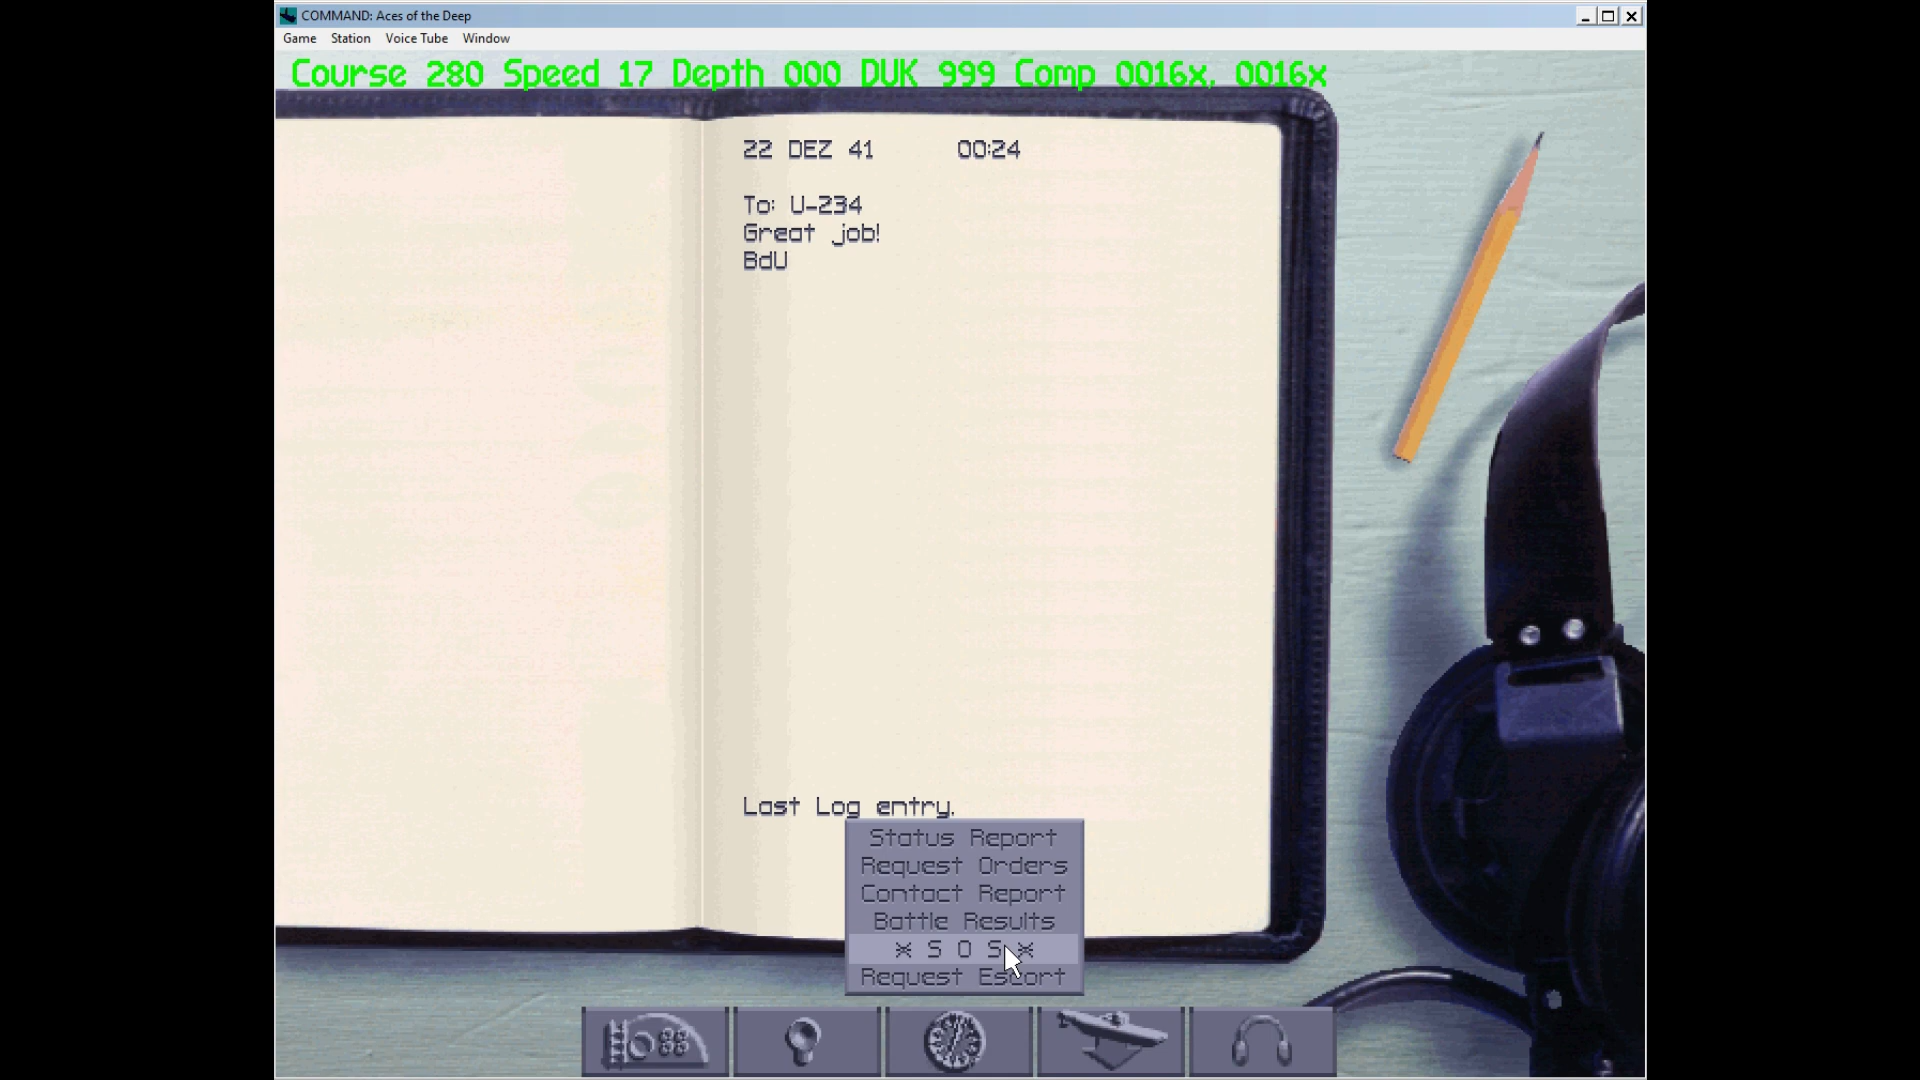 COMMAND: Aces of the Deep
Game Station Voice Tube Window
Course 280 Speed 17 Depth 000 DUK 999 Comp 0016x, 0016x
22 DEZ 41 00:24
To: U-234
Great job!
BdU
Last Log entry.
Status Report
Request Orders
Contact Report
Battle Results
* S O S *
Request Escort